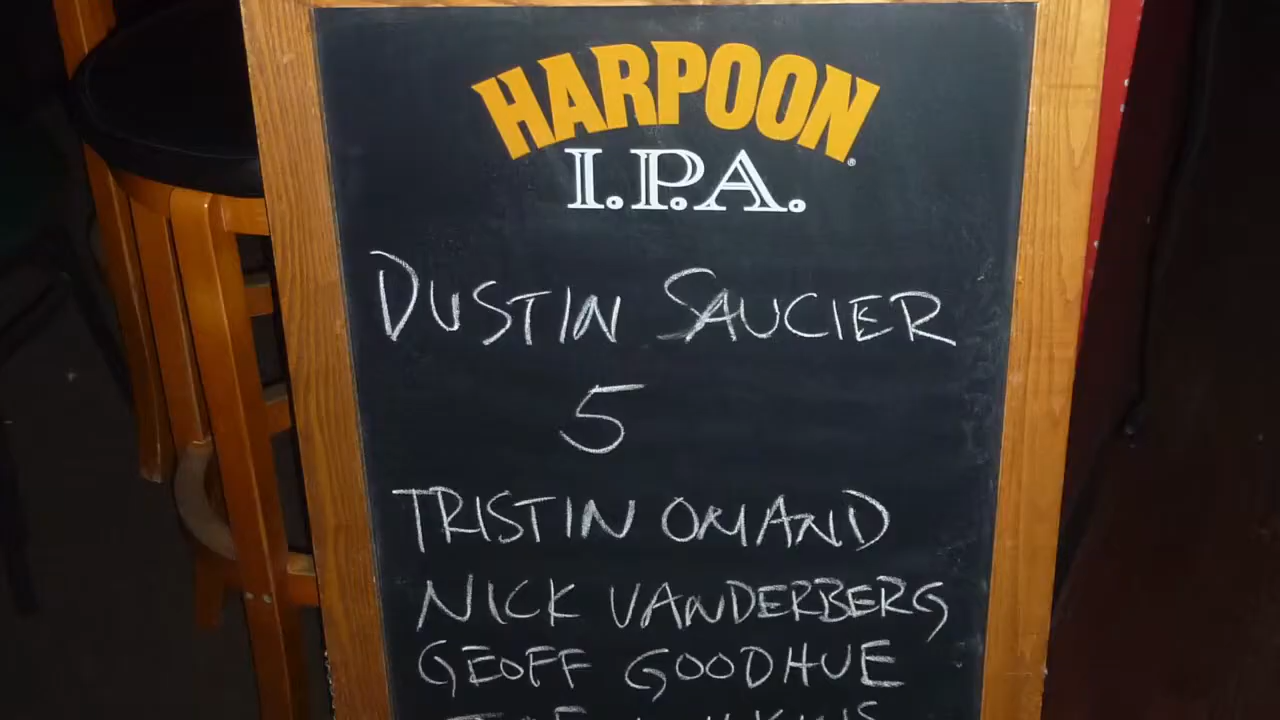 HARPOON
I.P.A.
DUSTIN SAUCIER
5
TRISTIN OMAND
NICK VANDERBERG
GEOFF GOODHUE